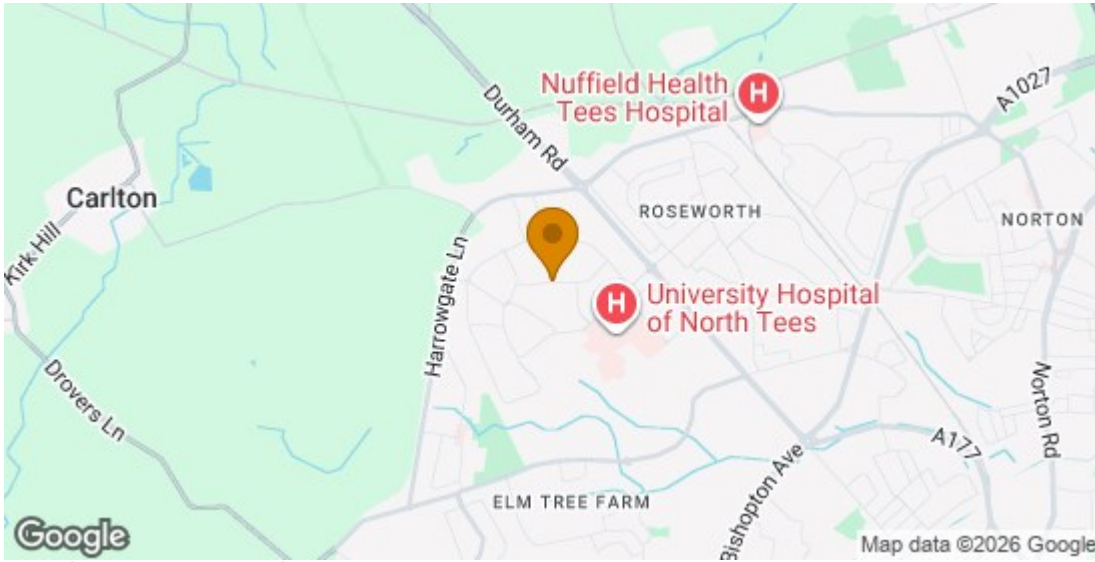 Nuffield Health
Tees Hospital
H
A1027
Durham Rd
Carlton
ROSEWORTH
NORTON
Kirk Hill
Harrowgate Ln
H
University Hospital
of North Tees
Drovers Ln
Norton Rd
A177
Bishopton Ave
ELM TREE FARM
Google
Map data ©2026 Google